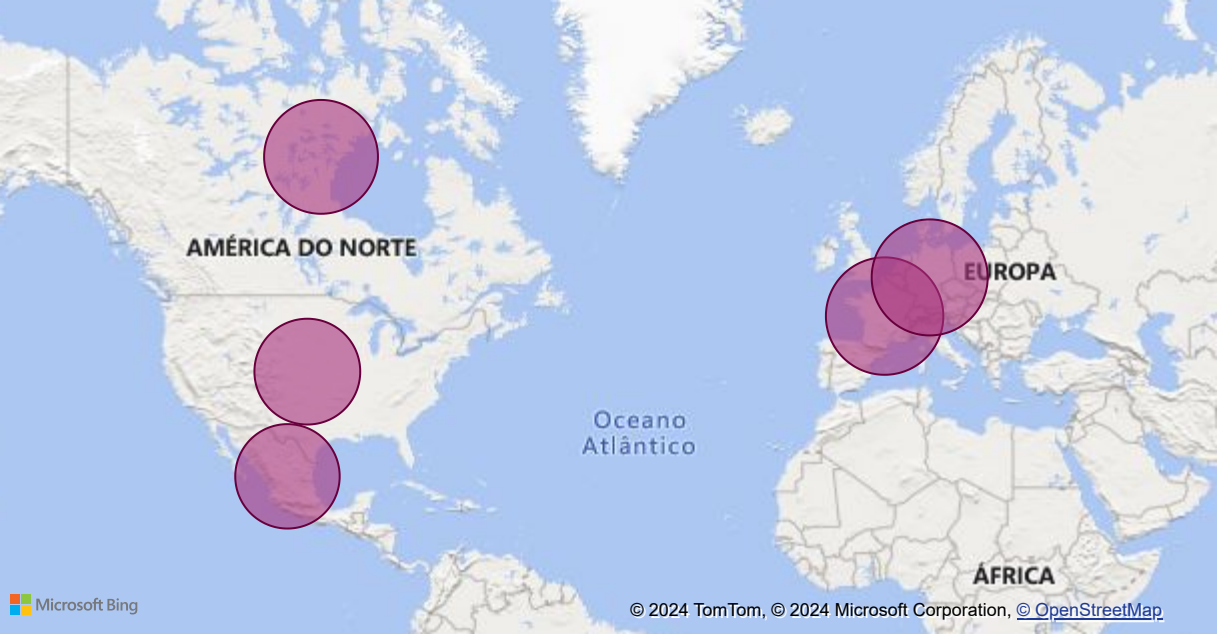 AMÉRICA DO NORTE
EUROPA
Oceano
Atlântico
ÁFRICA
Microsoft Bing
© 2024 TomTom, © 2024 Microsoft Corporation, © OpenStreetMap